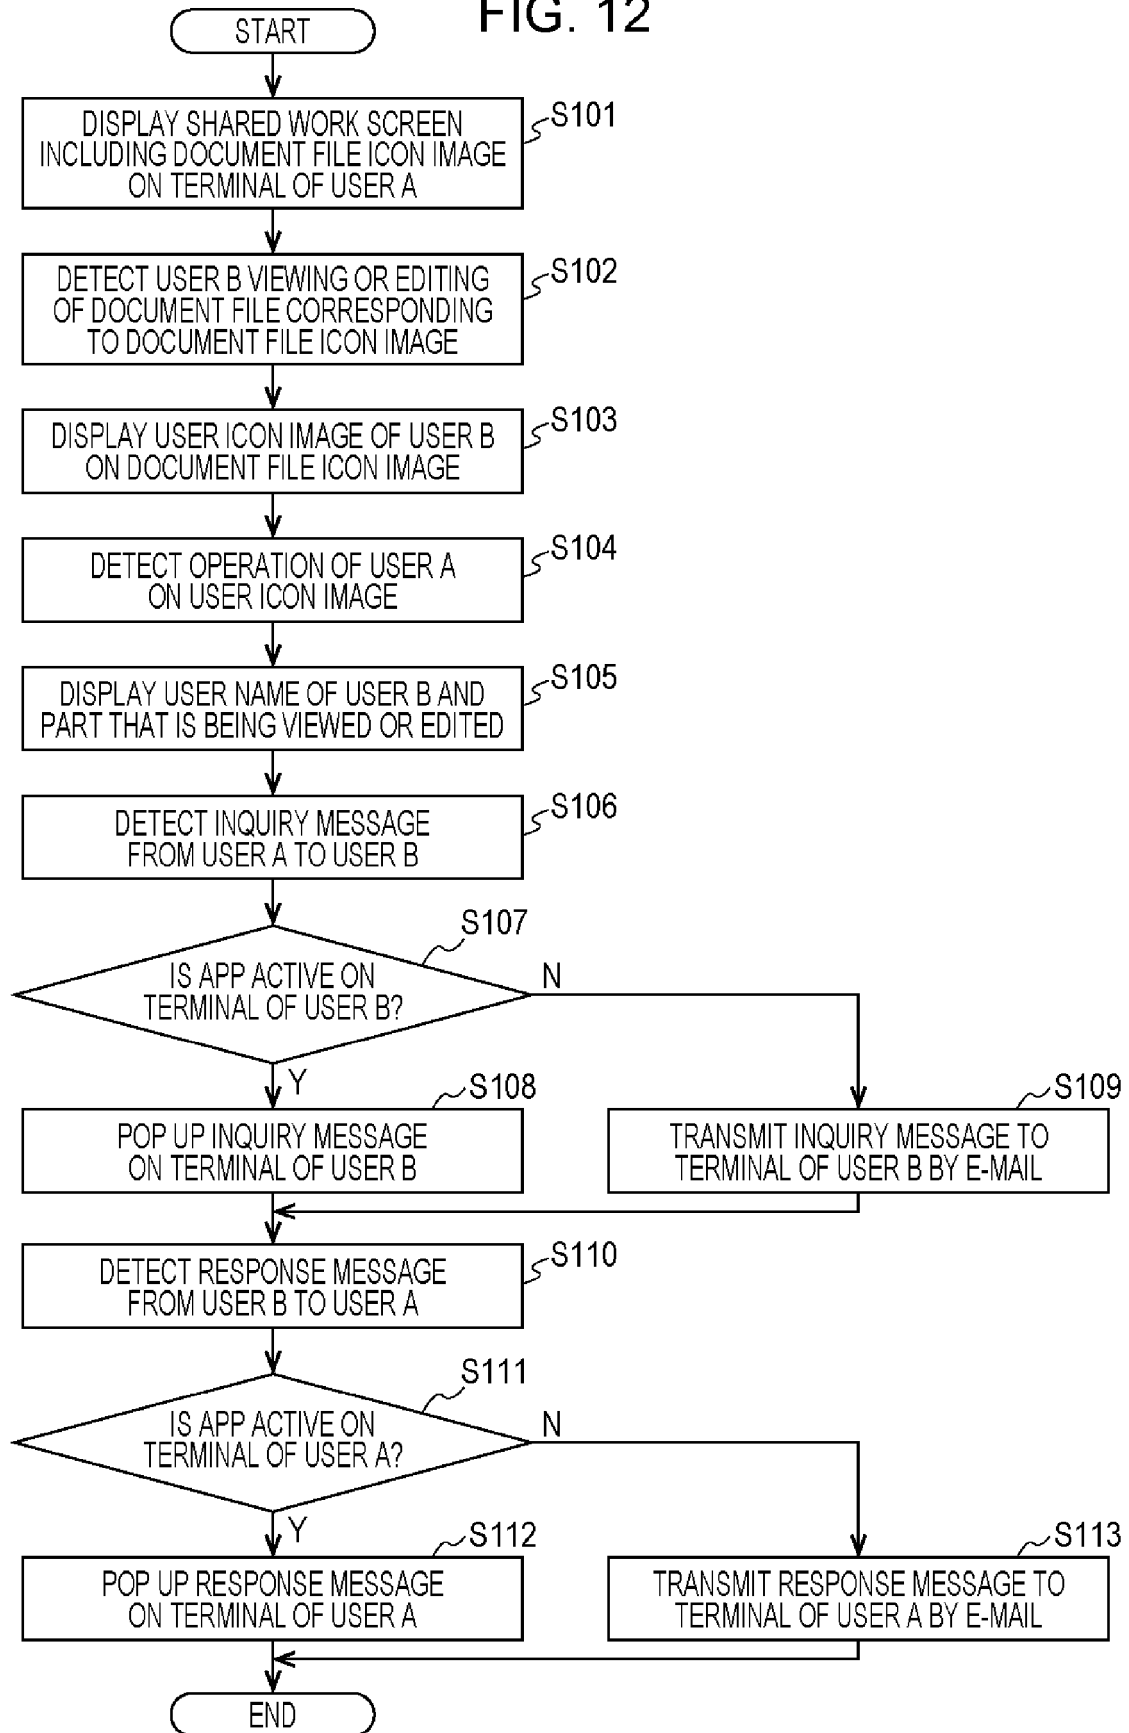 FIG. 12
START
S101
DISPLAY SHARED WORK SCREEN
INCLUDING DOCUMENT FILE ICON IMAGE
ON TERMINAL OF USER A
S102
DETECT USER B VIEWING OR EDITING
OF DOCUMENT FILE CORRESPONDING
TO DOCUMENT FILE ICON IMAGE
S103
DISPLAY USER ICON IMAGE OF USER B
ON DOCUMENT FILE ICON IMAGE
S104
DETECT OPERATION OF USER A
ON USER ICON IMAGE
S105
DISPLAY USER NAME OF USER B AND
PART THAT IS BEING VIEWED OR EDITED
S106
DETECT INQUIRY MESSAGE
FROM USER A TO USER B
S107
IS APP ACTIVE ON
TERMINAL OF USER B?
N
Y
S108
POP UP INQUIRY MESSAGE
ON TERMINAL OF USER B
S109
TRANSMIT INQUIRY MESSAGE TO
TERMINAL OF USER B BY E-MAIL
S110
DETECT RESPONSE MESSAGE
FROM USER B TO USER A
S111
IS APP ACTIVE ON
TERMINAL OF USER A?
N
Y
S112
POP UP RESPONSE MESSAGE
ON TERMINAL OF USER A
S113
TRANSMIT RESPONSE MESSAGE TO
TERMINAL OF USER A BY E-MAIL
END